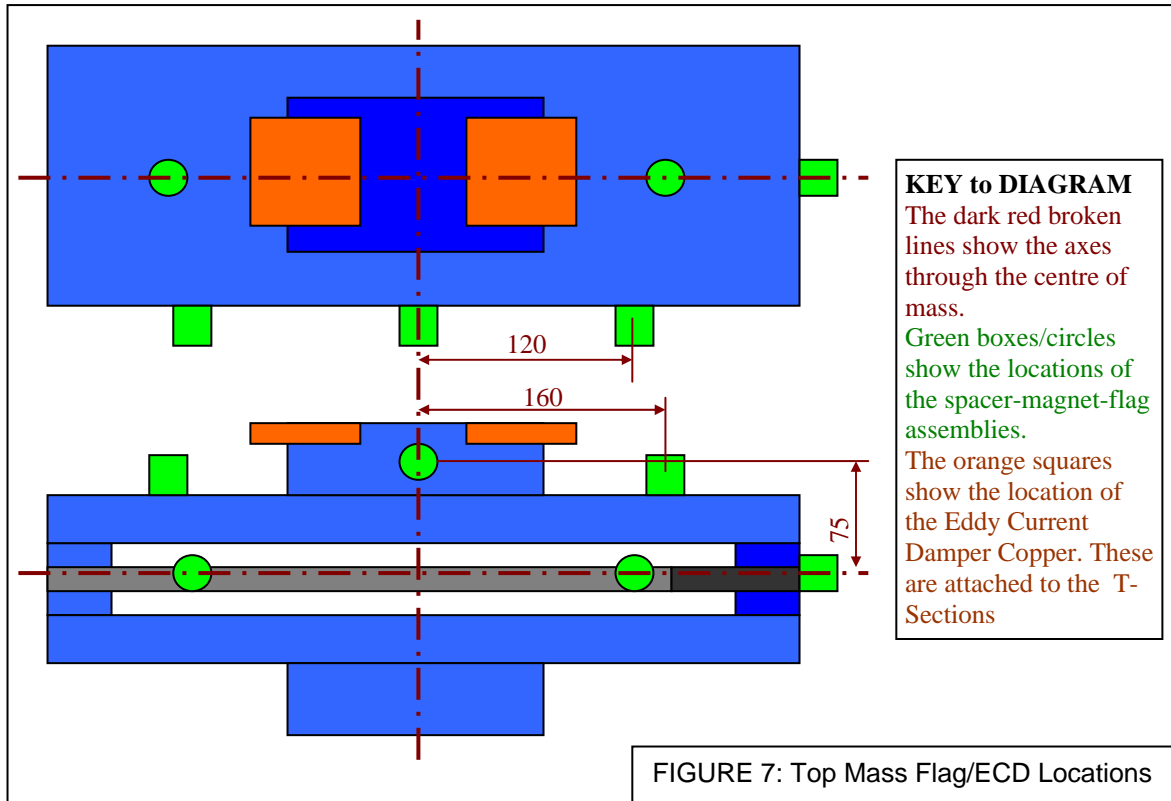 120
160
75
KEY to DIAGRAM
The dark red broken
lines show the axes
through the centre of
mass.
Green boxes/circles
show the locations of
the spacer-magnet-flag
assemblies.
The orange squares
show the location of
the Eddy Current
Damper Copper. These
are attached to the T-
Sections
FIGURE 7: Top Mass Flag/ECD Locations